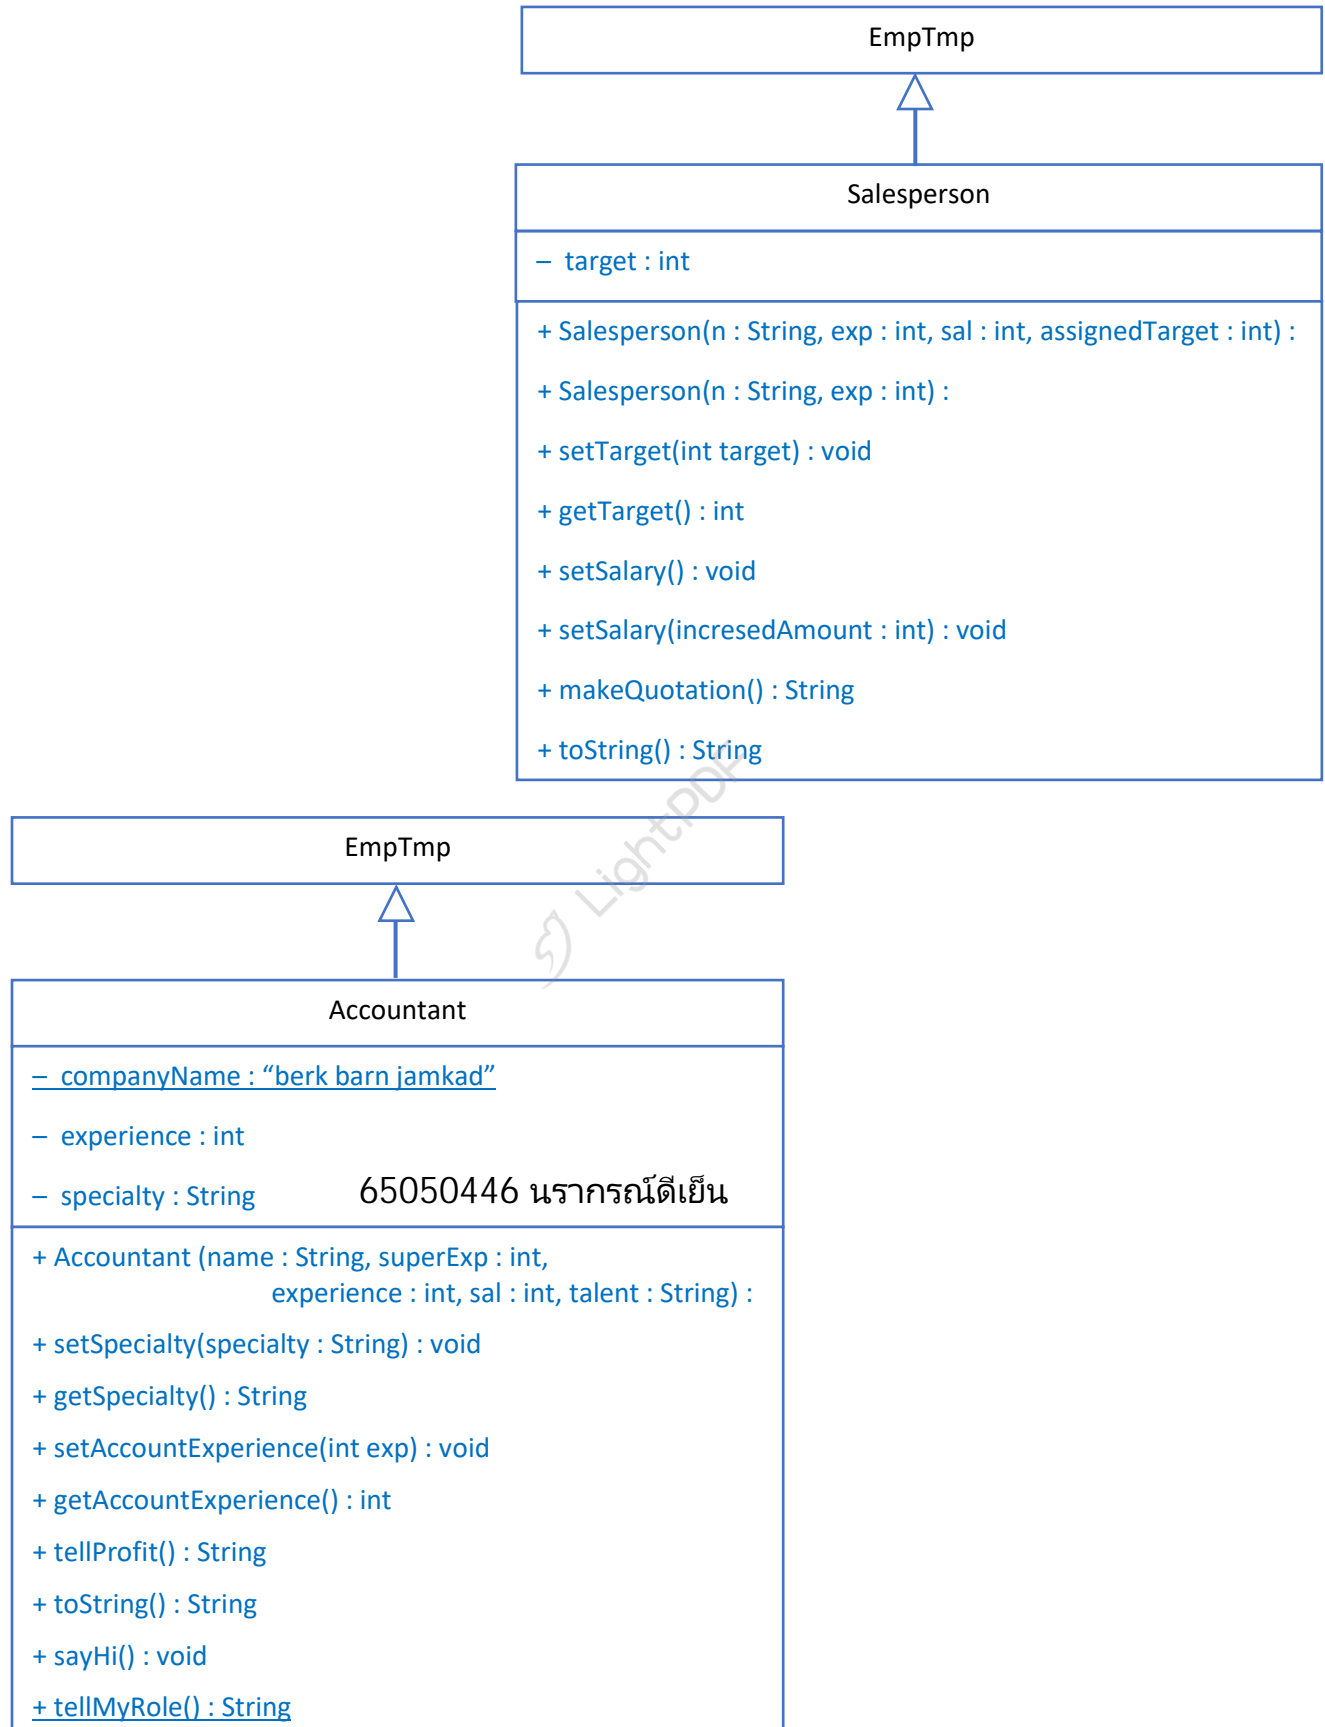 EmpTmp
Salesperson
– target : int
+ Salesperson(n : String, exp : int, sal : int, assignedTarget : int) :
+ Salesperson(n : String, exp : int) :
+ setTarget(int target) : void
+ getTarget() : int
+ setSalary() : void
+ setSalary(incresedAmount : int) : void
+ makeQuotation() : String
+ toString() : String
LightPDF
EmpTmp
Accountant
– companyName : “berk barn jamkad”
– experience : int
– specialty : String
65050446 นรากรณ์ดีเย็น
+ Accountant (name : String, superExp : int,
experience : int, sal : int, talent : String) :
+ setSpecialty(specialty : String) : void
+ getSpecialty() : String
+ setAccountExperience(int exp) : void
+ getAccountExperience() : int
+ tellProfit() : String
+ toString() : String
+ sayHi() : void
+ tellMyRole() : String